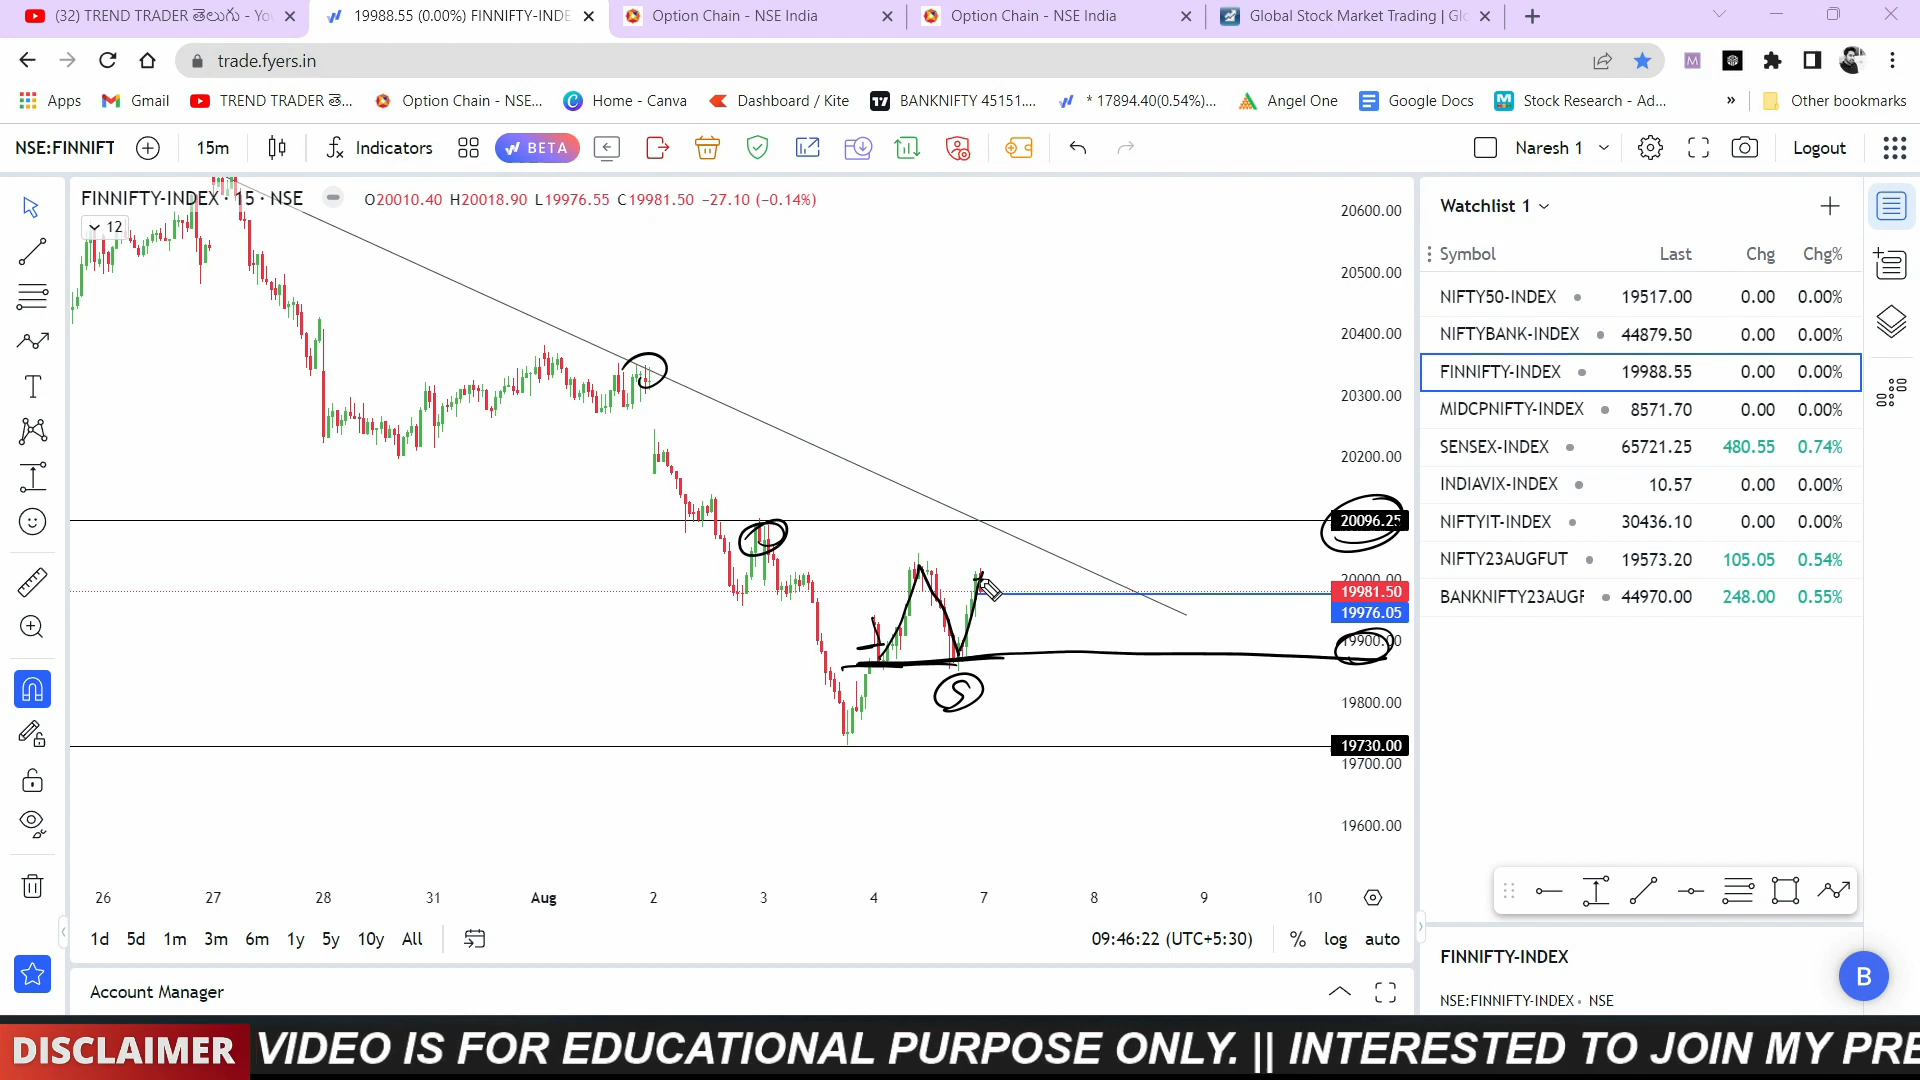 (32) TREND TRADER తెలుగు - Yo
19988.55 (0.00%) FINNIFTY-INDE
Option Chain - NSE India
Option Chain - NSE India
Global Stock Market Trading | Glo
trade.fyers.in
Apps
Gmail
TREND TRADER తె...
Option Chain - NSE...
Home - Canva
Dashboard / Kite
BANKNIFTY 45151....
* 17894.40(0.54%)...
Angel One
Google Docs
Stock Research - Ad...
»
Other bookmarks
NSE:FINNIFT
15m
Indicators
BETA
Naresh 1
Logout
FINNIFTY-INDEX · 15 · NSE
O20010.40 H20018.90 L19976.55 C19981.50 −27.10 (−0.14%)
12
20600.00
20500.00
20400.00
20300.00
20200.00
20096.25
20000.00
19981.50
19976.05
19900.00
19800.00
19730.00
19700.00
19600.00
S
26 27 28 31 Aug 2 3 4 7 8 9 10
1d 5d 1m 3m 6m 1y 5y 10y All
09:46:22 (UTC+5:30)
% log auto
Account Manager
Watchlist 1
Symbol Last Chg Chg%
NIFTY50-INDEX 19517.00 0.00 0.00%
NIFTYBANK-INDEX 44879.50 0.00 0.00%
FINNIFTY-INDEX 19988.55 0.00 0.00%
MIDCPNIFTY-INDEX 8571.70 0.00 0.00%
SENSEX-INDEX 65721.25 480.55 0.74%
INDIAVIX-INDEX 10.57 0.00 0.00%
NIFTYIT-INDEX 30436.10 0.00 0.00%
NIFTY23AUGFUT 19573.20 105.05 0.54%
BANKNIFTY23AUGF 44970.00 248.00 0.55%
FINNIFTY-INDEX
NSE:FINNIFTY-INDEX • NSE
B
DISCLAIMER VIDEO IS FOR EDUCATIONAL PURPOSE ONLY. || INTERESTED TO JOIN MY PRE